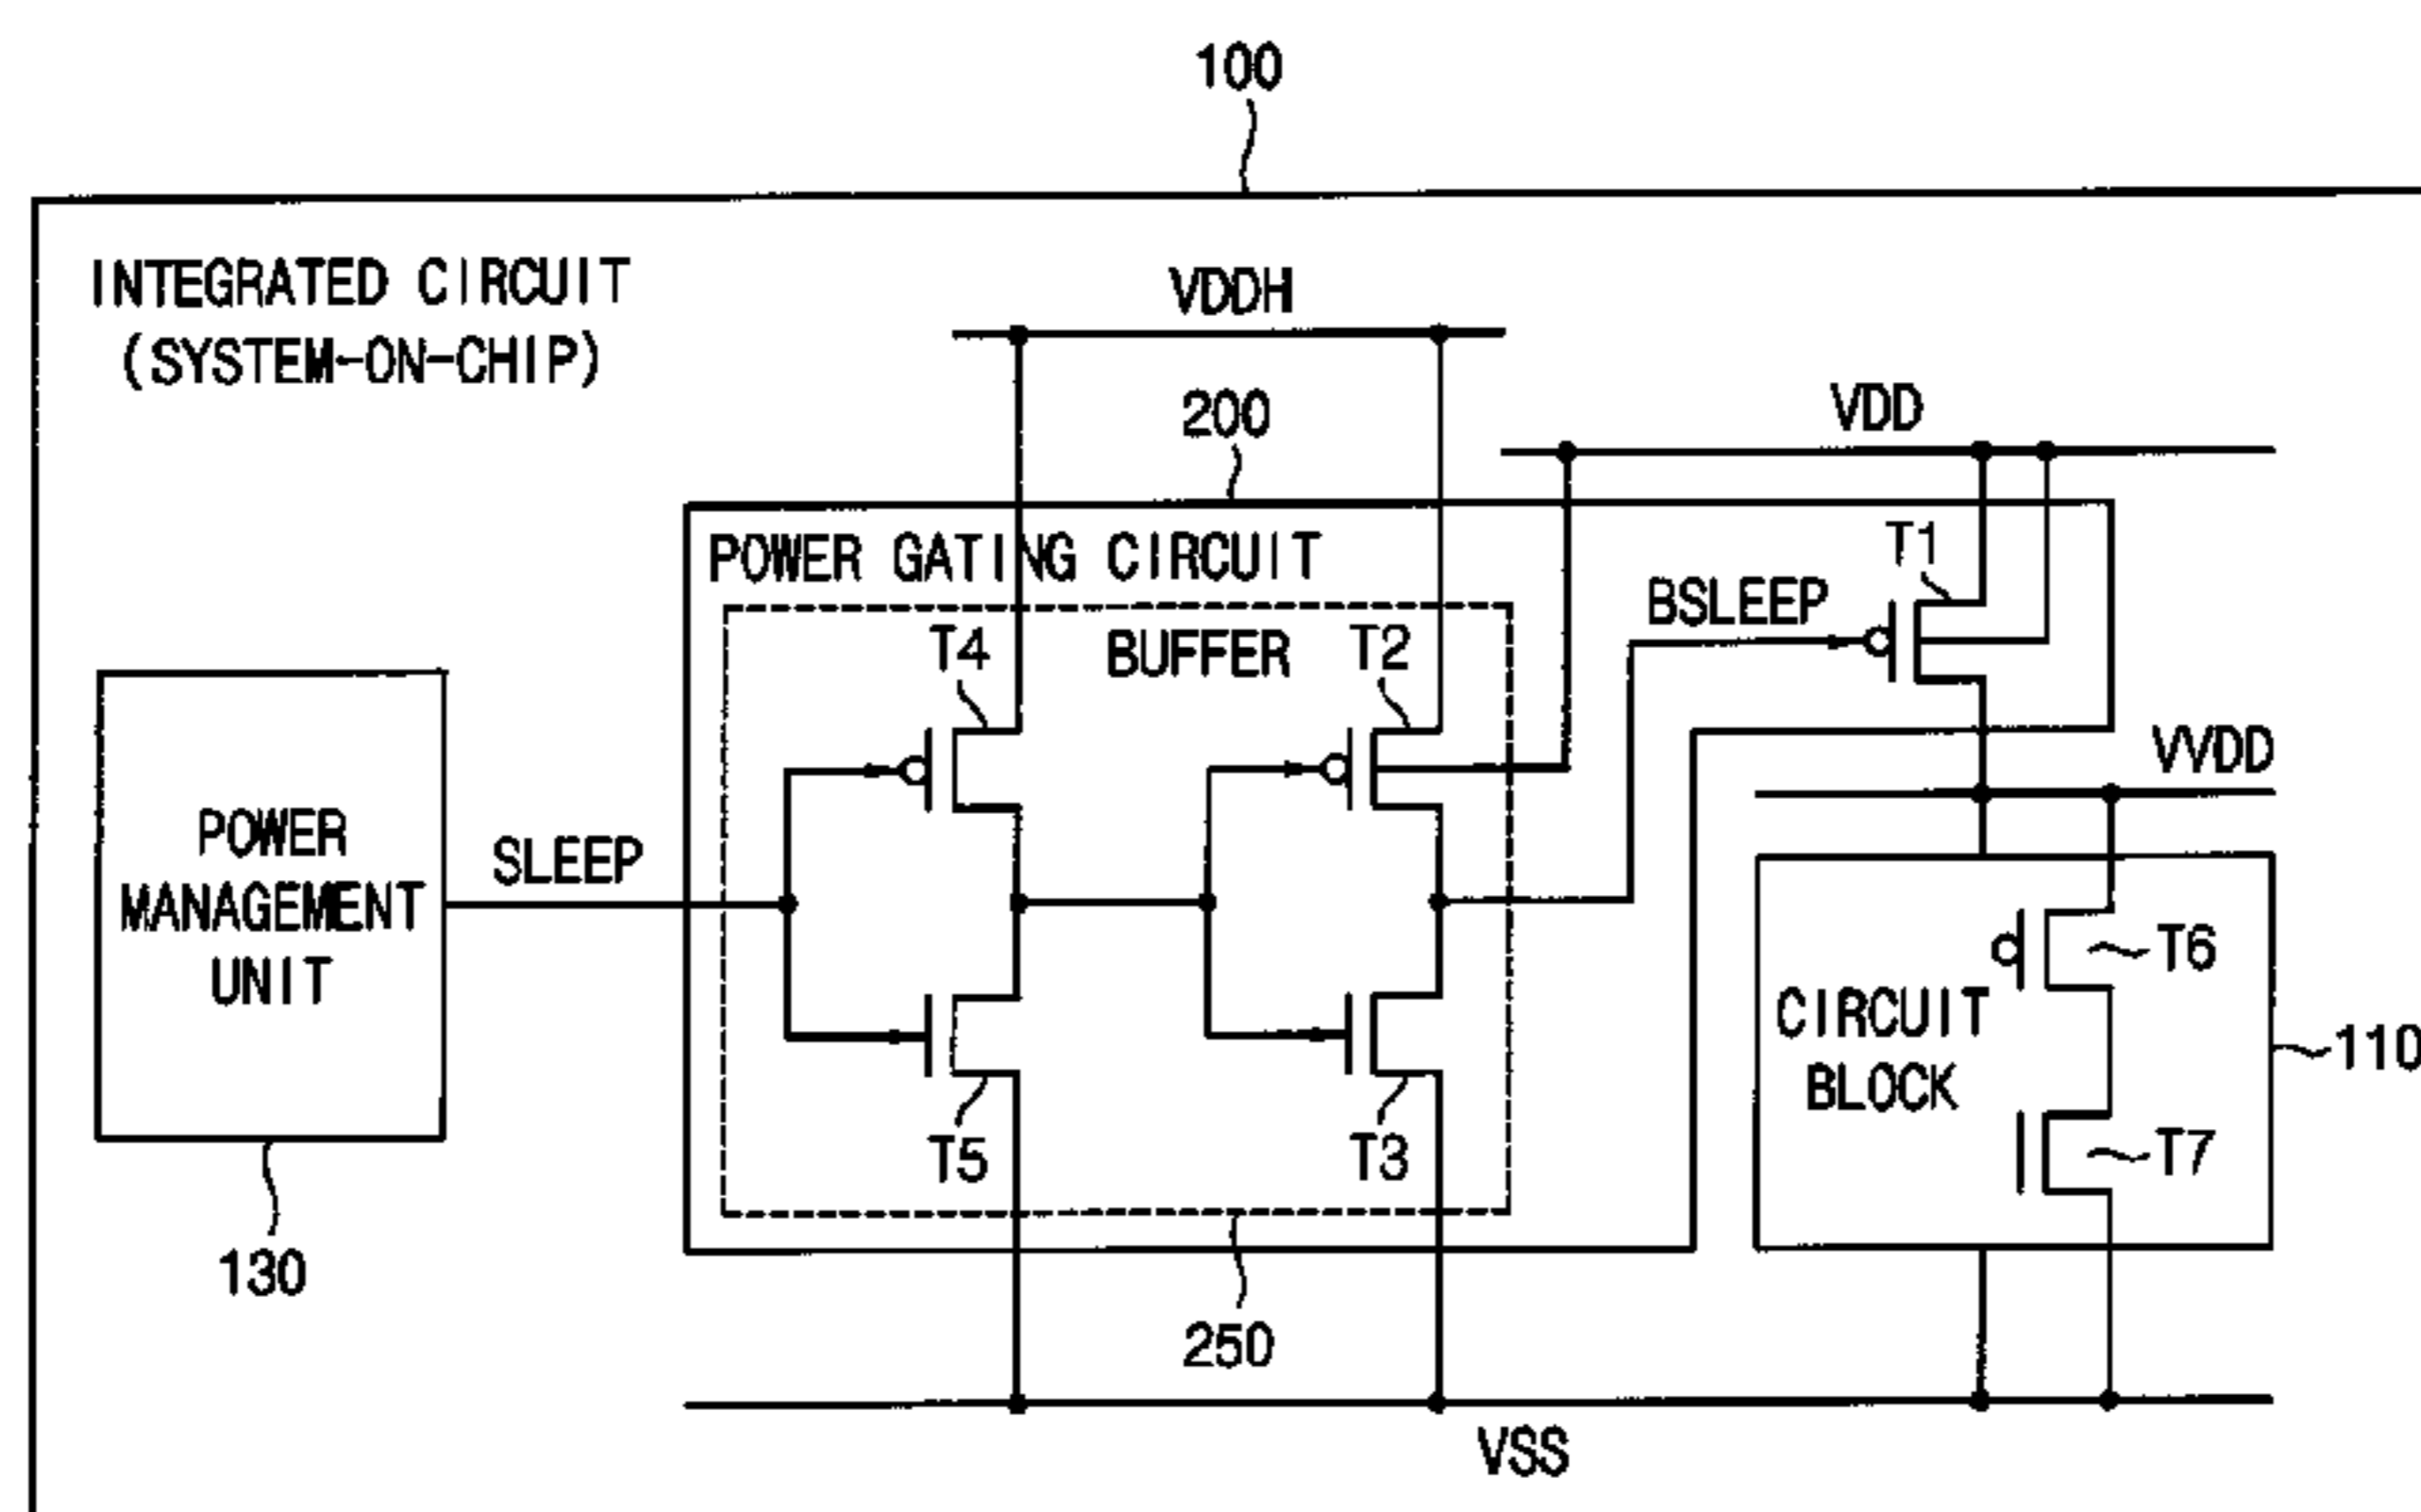 100
INTEGRATED CIRCUIT
(SYSTEM-ON-CHIP)
VDDH
200
VDD
POWER GATING CIRCUIT
T1
BSLEEP
T4
BUFFER
T2
VVDD
POWER
MANAGEMENT
UNIT
SLEEP
T6
CIRCUIT
BLOCK
110
T5
T3
T7
130
250
VSS